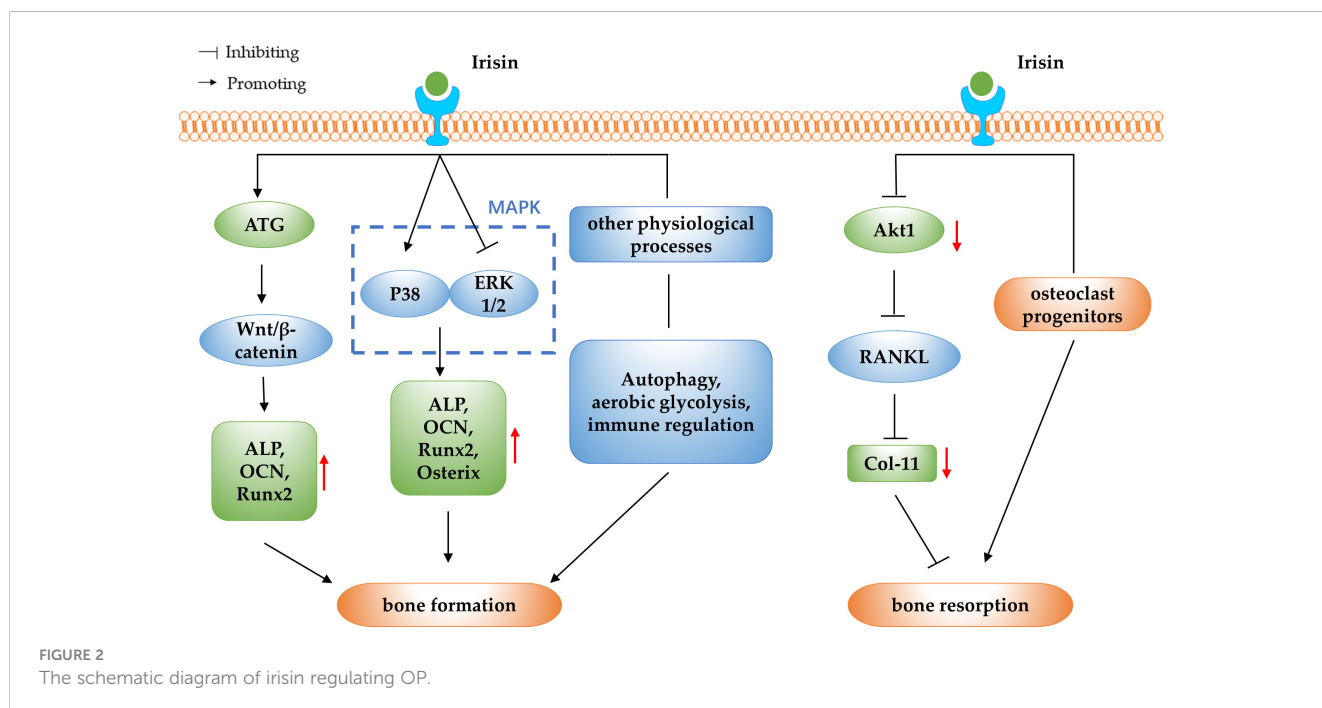 Inhibiting
Promoting
Irisin
Irisin
ATG
MAPK
other physiological
processes
Akt1
P38
ERK
1/2
osteoclast
progenitors
Wnt/β-
catenin
RANKL
Autophagy,
aerobic glycolysis,
immune regulation
ALP,
OCN,
Runx2,
Osterix
ALP,
OCN,
Runx2
Col-11
bone formation
bone resorption
FIGURE 2
The schematic diagram of irisin regulating OP.